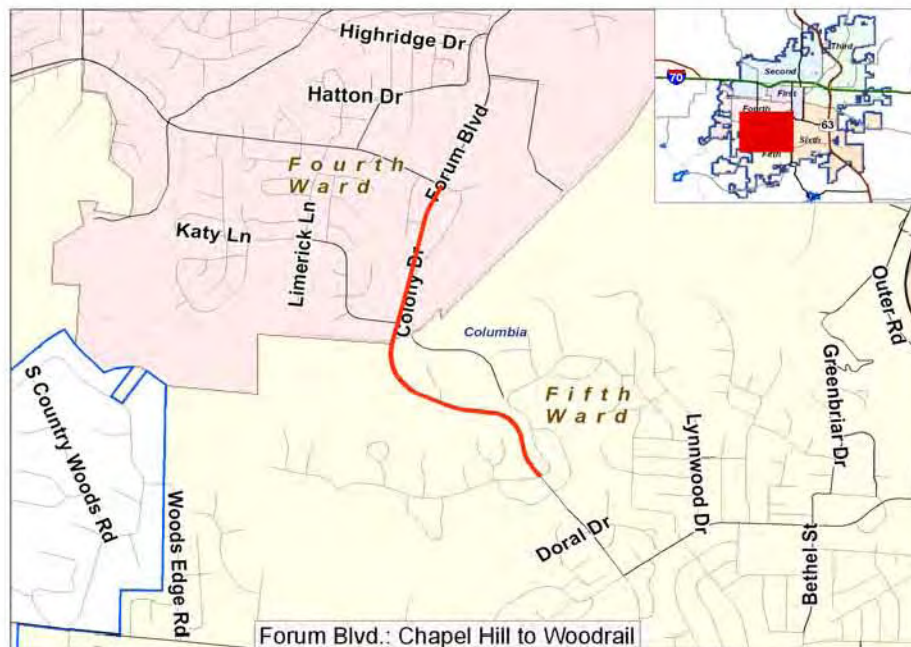 Highridge Dr
Hatton Dr
Forum Blvd
Fourth
Ward
Katy Ln
Limerick Ln
Colony Dr
Columbia
Outer Rd
Greenbriar Dr
Fifth
Ward
Lynnwood Dr
S Country Woods Rd
Woods Edge Rd
Doral Dr
Bethel St
Forum Blvd.: Chapel Hill to Woodrail
Third
Second
70
First
Fourth
63
Sixth
Fifth